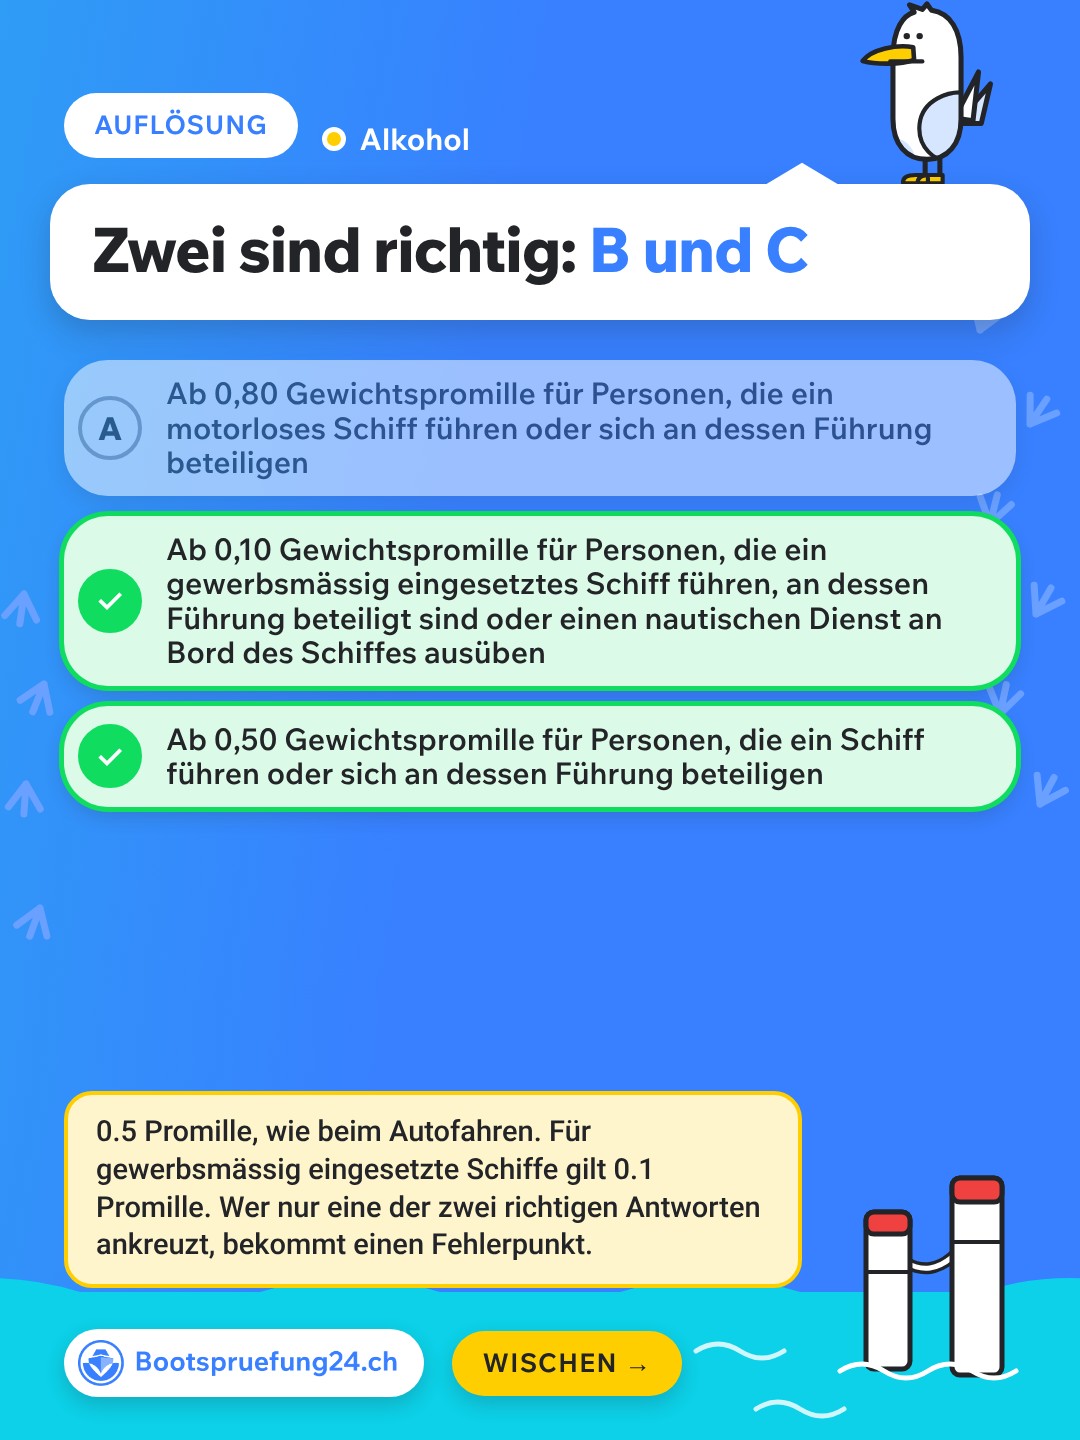 AUFLÖSUNG
Alkohol
Zwei sind richtig: B und C
A
Ab 0,80 Gewichtspromille für Personen, die ein
motorloses Schiff führen oder sich an dessen Führung
beteiligen
Ab 0,10 Gewichtspromille für Personen, die ein
gewerbsmässig eingesetztes Schiff führen, an dessen
Führung beteiligt sind oder einen nautischen Dienst an
Bord des Schiffes ausüben
Ab 0,50 Gewichtspromille für Personen, die ein Schiff
führen oder sich an dessen Führung beteiligen
0.5 Promille, wie beim Autofahren. Für
gewerbsmässig eingesetzte Schiffe gilt 0.1
Promille. Wer nur eine der zwei richtigen Antworten
ankreuzt, bekommt einen Fehlerpunkt.
Bootspruefung24.ch
WISCHEN →